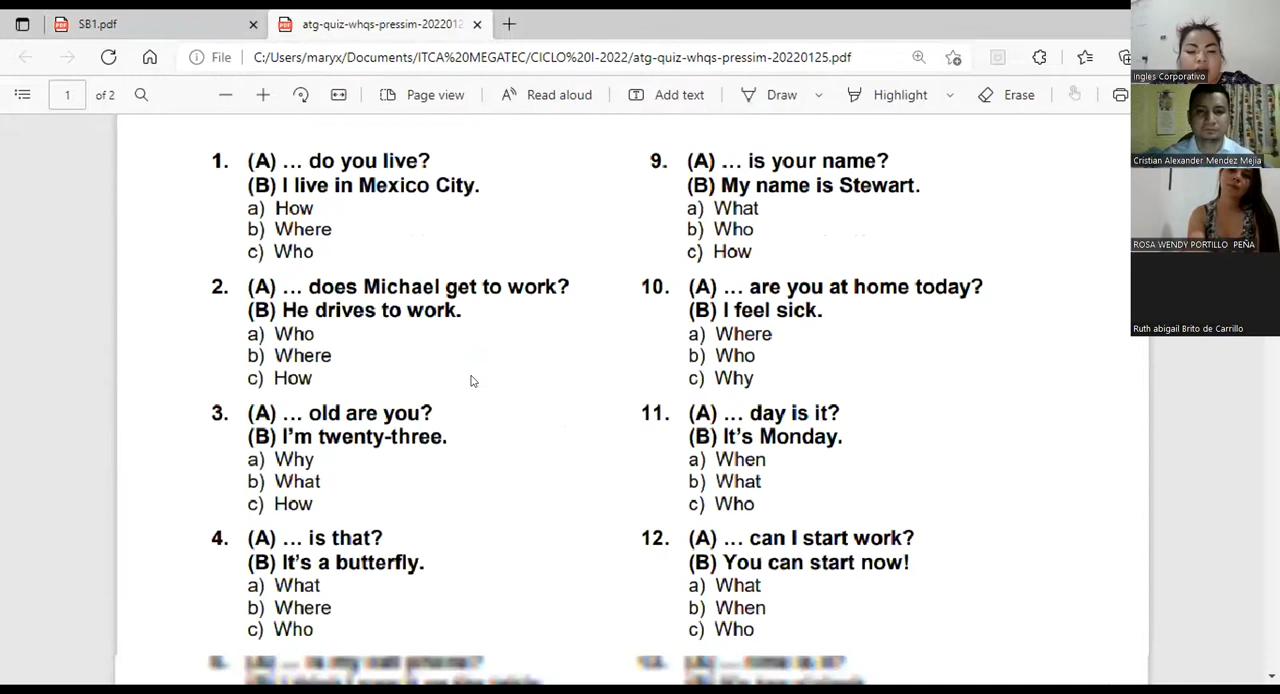 SB1.pdf
atg-quiz-whqs-pressim-2022012
File
C:/Users/maryx/Documents/ITCA%20MEGATEC/CICLO%20I-2022/atg-quiz-whqs-pressim-20220125.pdf
1 of 2
Page view
Read aloud
Add text
Draw
Highlight
Erase
1. (A) ... do you live?
(B) I live in Mexico City.
a) How
b) Where
c) Who
2. (A) ... does Michael get to work?
(B) He drives to work.
a) Who
b) Where
c) How
3. (A) ... old are you?
(B) I'm twenty-three.
a) Why
b) What
c) How
4. (A) ... is that?
(B) It's a butterfly.
a) What
b) Where
c) Who
9. (A) ... is your name?
(B) My name is Stewart.
a) What
b) Who
c) How
10. (A) ... are you at home today?
(B) I feel sick.
a) Where
b) Who
c) Why
11. (A) ... day is it?
(B) It's Monday.
a) When
b) What
c) Who
12. (A) ... can I start work?
(B) You can start now!
a) What
b) When
c) Who
Ingles Corporativo
Cristian Alexander Mendez Mejia
ROSA WENDY PORTILLO PEÑA
Ruth abigail Brito de Carrillo